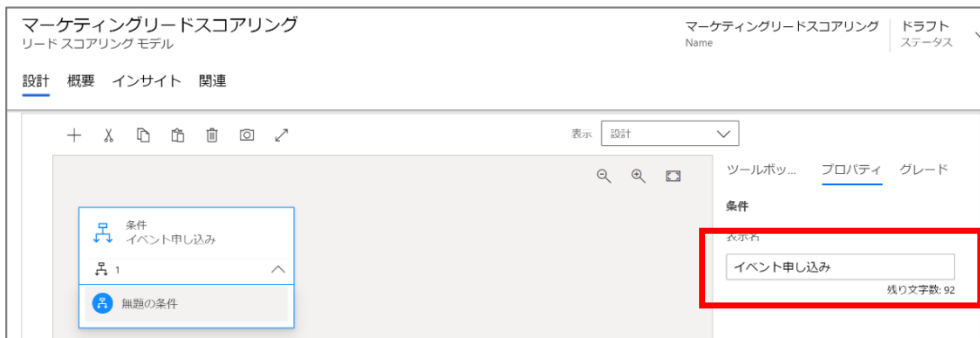 マーケティングリードスコアリング
リード スコアリング モデル
マーケティングリードスコアリング
Name
ドラフト
ステータス
設計 概要 インサイト 関連
表示 設計
ツールボッ... プロパティ グレード
条件
表示名
イベント申し込み
残り文字数: 92
条件
イベント申し込み
1
無題の条件